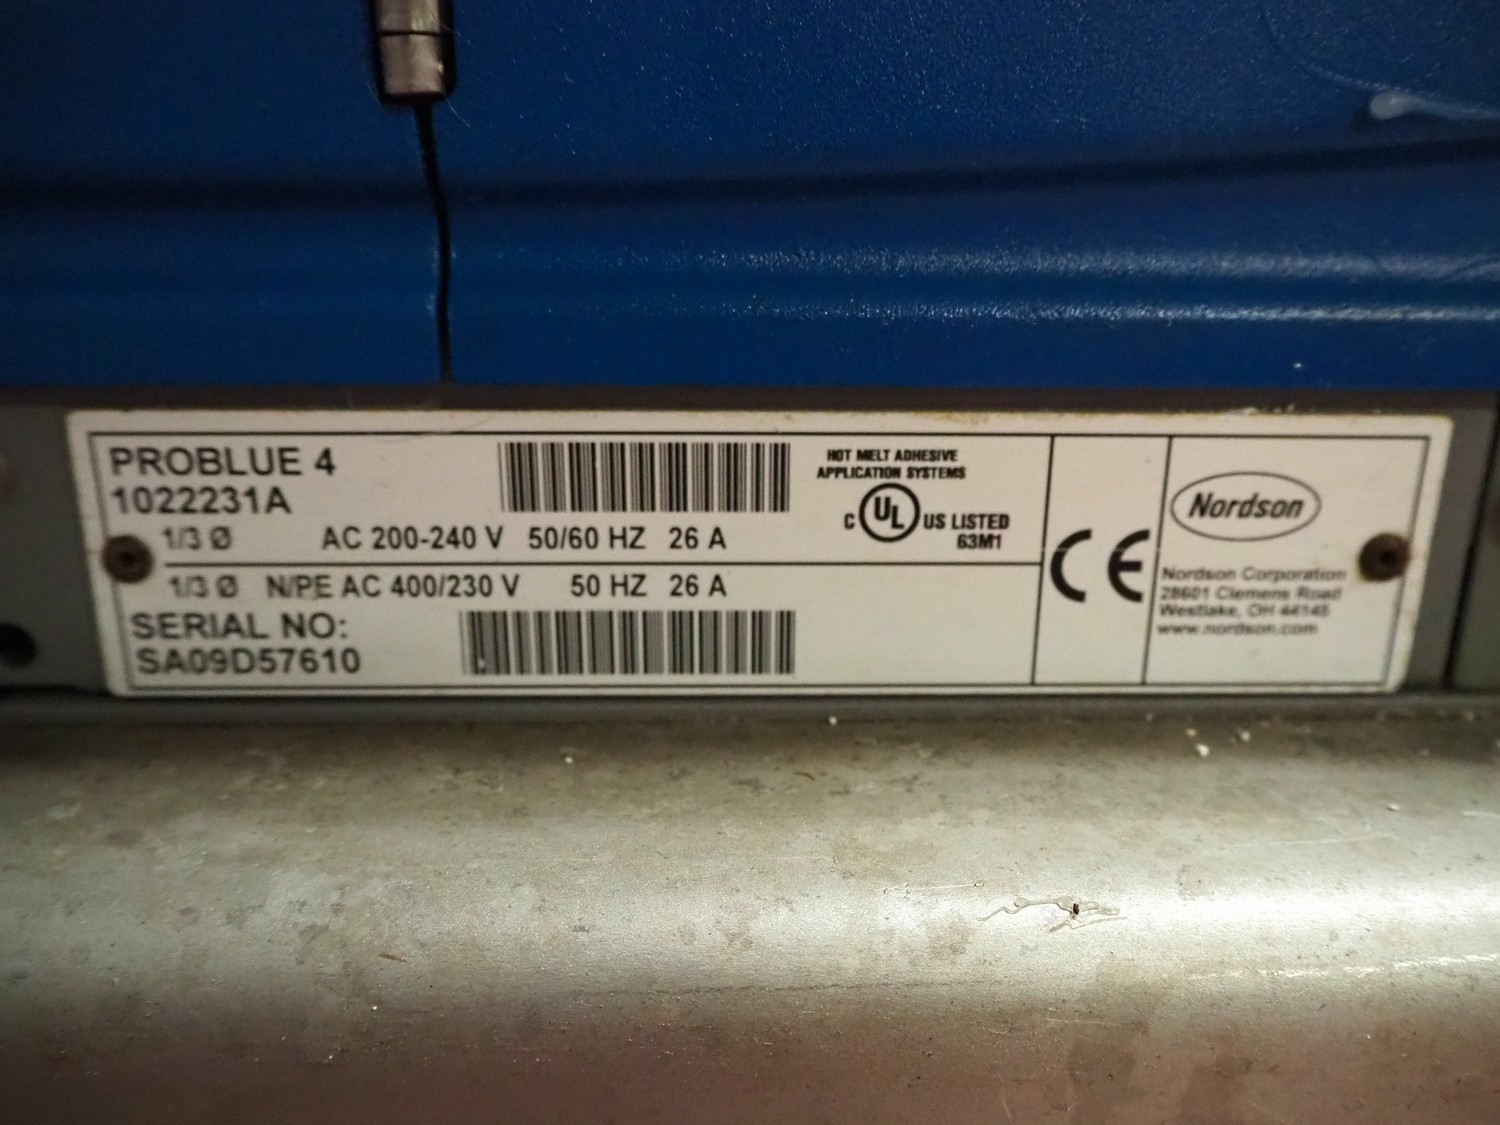 PROBLUE 4
1022231A
1/3 Ø AC 200-240 V 50/60 HZ 26 A
1/3 Ø N/PE AC 400/230 V 50 HZ 26 A
SERIAL NO:
SA09D57610
HOT MELT ADHESIVE
APPLICATION SYSTEMS
C UL US LISTED
63M1
CE
Nordson
Nordson Corporation
28601 Clemens Road
Westlake, OH 44145
www.nordson.com